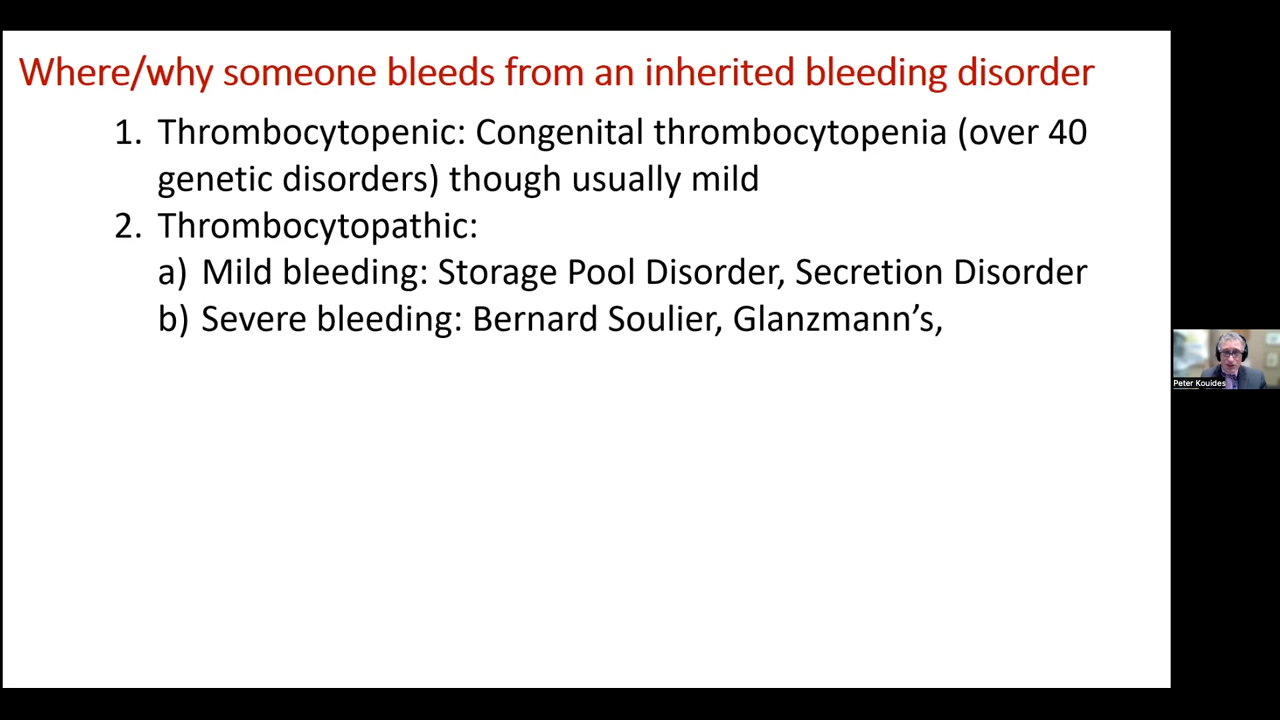 Where/why someone bleeds from an inherited bleeding disorder
1. Thrombocytopenic: Congenital thrombocytopenia (over 40
genetic disorders) though usually mild
2. Thrombocytopathic:
a) Mild bleeding: Storage Pool Disorder, Secretion Disorder
b) Severe bleeding: Bernard Soulier, Glanzmann’s,
Peter Kouides